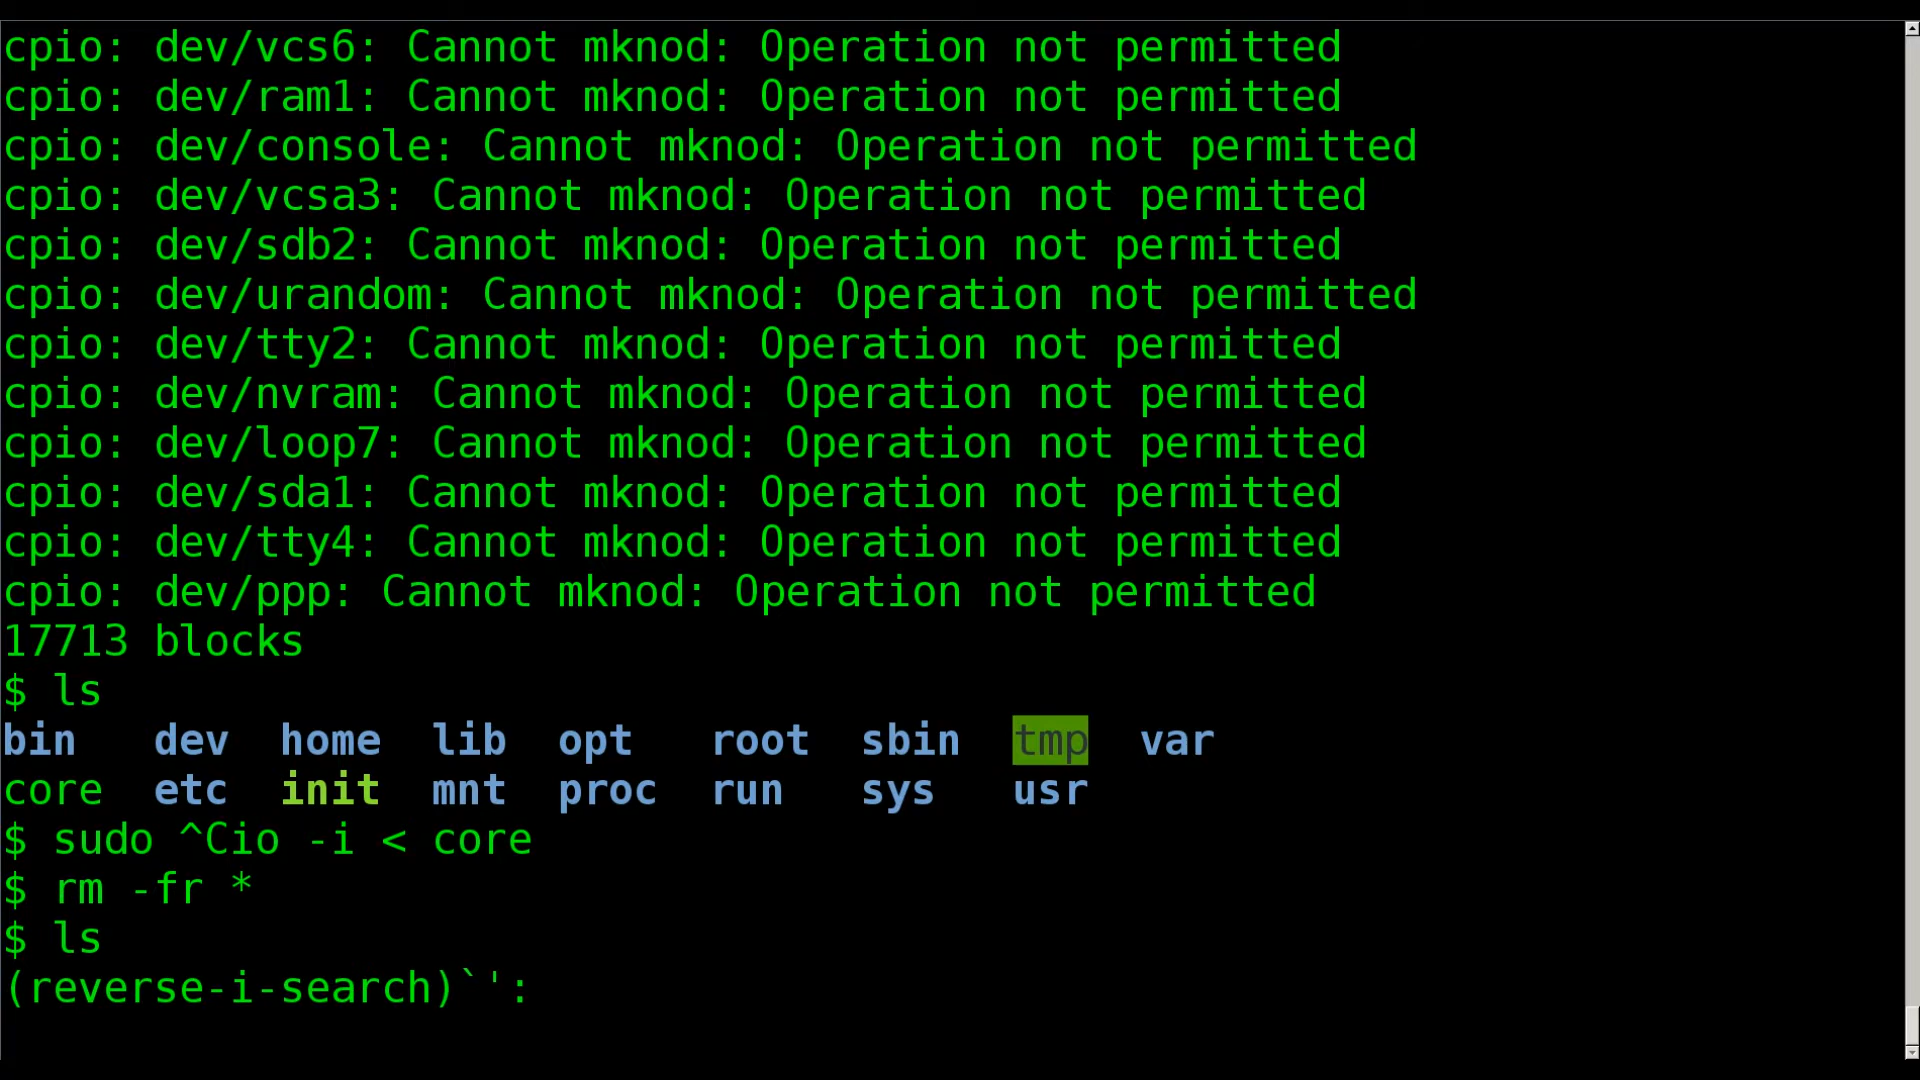 cpio: dev/vcs6: Cannot mknod: Operation not permitted
cpio: dev/ram1: Cannot mknod: Operation not permitted
cpio: dev/console: Cannot mknod: Operation not permitted
cpio: dev/vcsa3: Cannot mknod: Operation not permitted
cpio: dev/sdb2: Cannot mknod: Operation not permitted
cpio: dev/urandom: Cannot mknod: Operation not permitted
cpio: dev/tty2: Cannot mknod: Operation not permitted
cpio: dev/nvram: Cannot mknod: Operation not permitted
cpio: dev/loop7: Cannot mknod: Operation not permitted
cpio: dev/sda1: Cannot mknod: Operation not permitted
cpio: dev/tty4: Cannot mknod: Operation not permitted
cpio: dev/ppp: Cannot mknod: Operation not permitted
17713 blocks
$ ls
bin dev home lib opt root sbin tmp var
core etc init mnt proc run sys usr
$ sudo ^Cio -i < core
$ rm -fr *
$ ls
(reverse-i-search)`':